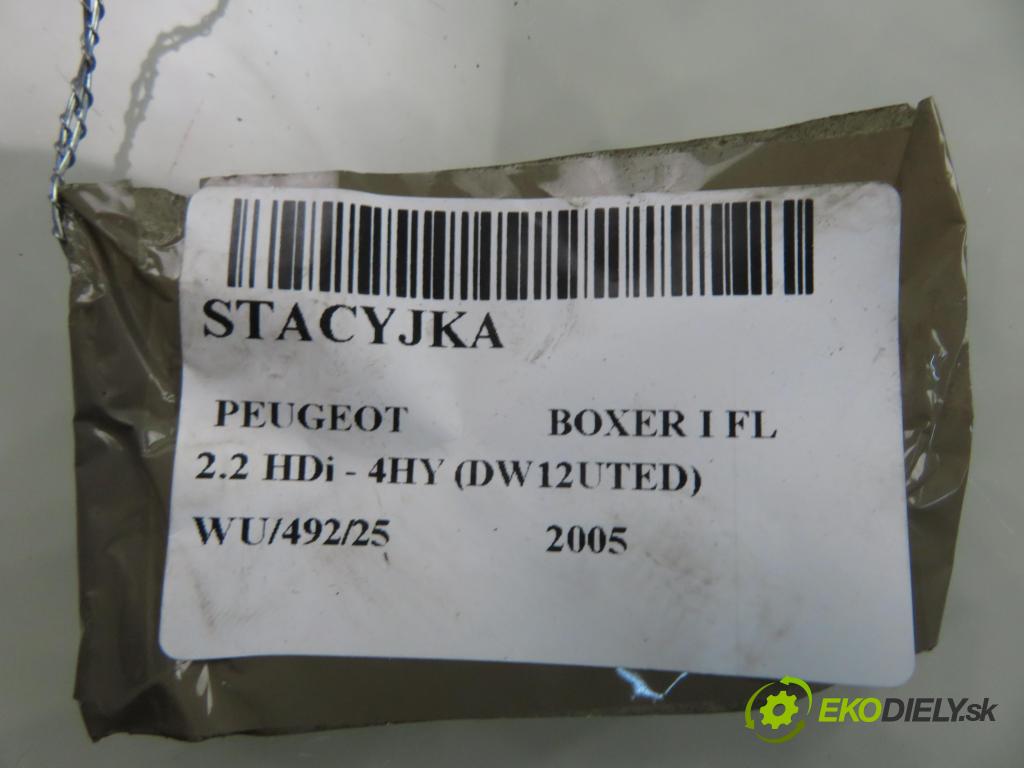 STACYJKA
PEUGEOT BOXER I FL
2.2 HDi - 4HY (DW12UTED)
WU/492/25 2005
EKODIELY.sk